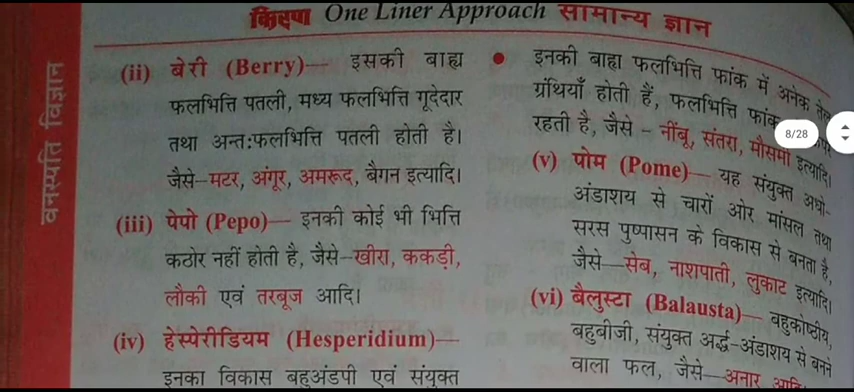 किरण One Liner Approach सामान्य ज्ञान
वनस्पति विज्ञान
(ii) बेरी (Berry)— इसकी बाह्य
फलभित्ति पतली, मध्य फलभित्ति गूदेदार
तथा अन्त:फलभित्ति पतली होती है।
जैसे–मटर, अंगूर, अमरूद, बैगन इत्यादि।
(iii) पेपो (Pepo)— इनकी कोई भी भित्ति
कठोर नहीं होती है, जैसे–खीरा, ककड़ी,
लौकी एवं तरबूज आदि।
(iv) हेस्पेरीडियम (Hesperidium)—
इनका विकास बहुअंडपी एवं संयुक्त
● इनकी बाह्य फलभित्ति फांक में अनेक तेल
ग्रंथियाँ होती हैं, फलभित्ति फांक
रहती है, जैसे – नींबू, संतरा, मौसमी इत्यादि।
(v) पोम (Pome)— यह संयुक्त अधो-
अंडाशय से चारों ओर मांसल तथा
सरस पुष्पासन के विकास से बनता है,
जैसे—सेब, नाशपाती, लुकाट इत्यादि।
(vi) बैलुस्टा (Balausta)— बहुकोष्ठीय,
बहुबीजी, संयुक्त अर्द्ध-अंडाशय से बनने
वाला फल, जैसे—अनार आदि
8/28